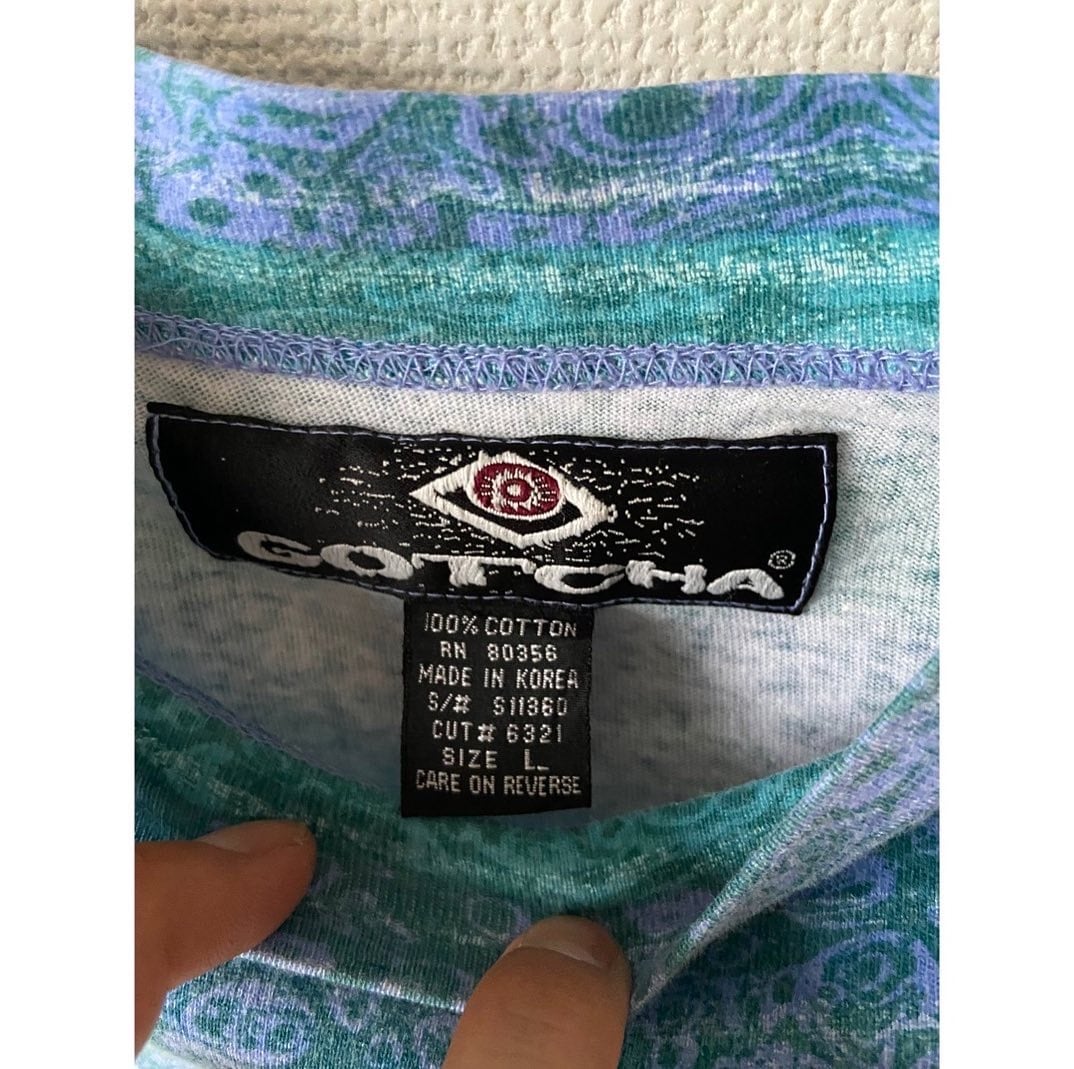 GOTCHA®
100% COTTON
RN 80356
MADE IN KOREA
S/# S11360
CUT# 6321
SIZE L
CARE ON REVERSE